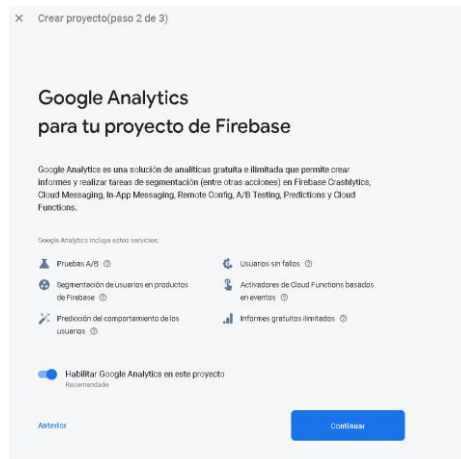 Crear proyecto(paso 2 de 3)
Google Analytics
para tu proyecto de Firebase
Google Analytics es una solución de analíticas gratuita e ilimitada que permite crear
informes y realizar tareas de segmentación (entre otras acciones) en Firebase Crashlytics,
Cloud Messaging, In-App Messaging, Remote Config, A/B Testing, Predictions y Cloud
Functions.
Google Analytics incluye estos servicios:
Pruebas A/B
Usuarios sin fallos
Segmentación de usuarios en productos
de Firebase
Activadores de Cloud Functions basados
en eventos
Predicción del comportamiento de los
usuarios
Informes gratuitos ilimitados
Habilitar Google Analytics en este proyecto
Recomendado
Anterior
Continuar